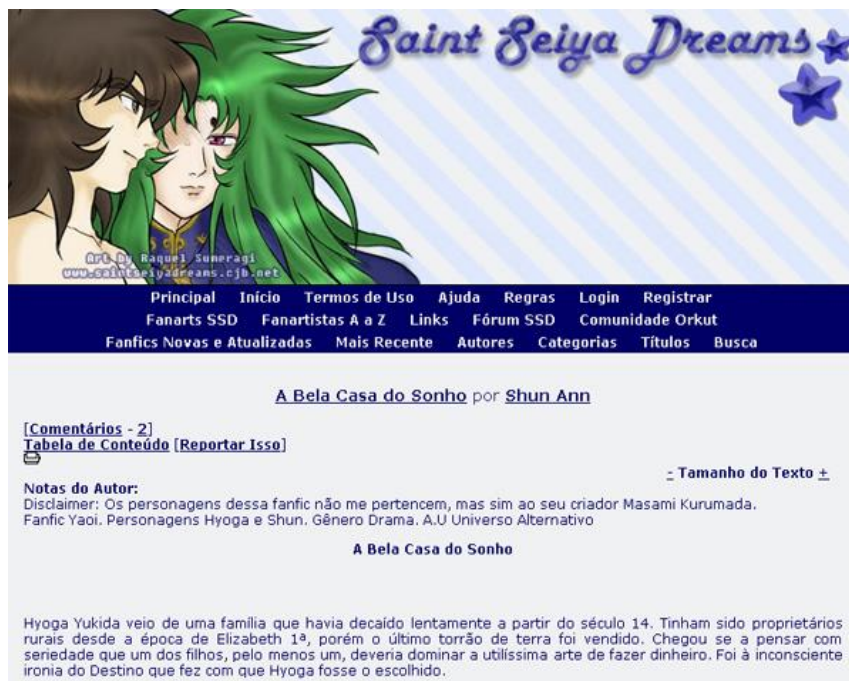 Saint Seiya Dreams
Art by Raquel Sumeragi
www.saintseiyadreams.cjb.net
Principal Início Termos de Uso Ajuda Regras Login Registrar
Fanarts SSD Fanartistas A a Z Links Fórum SSD Comunidade Orkut
Fanfics Novas e Atualizadas Mais Recente Autores Categorias Títulos Busca
A Bela Casa do Sonho por Shun Ann
[Comentários - 2]
Tabela de Conteúdo [Reportar Isso]
- Tamanho do Texto +
Notas do Autor:
Disclaimer: Os personagens dessa fanfic não me pertencem, mas sim ao seu criador Masami Kurumada.
Fanfic Yaoi. Personagens Hyoga e Shun. Gênero Drama. A.U Universo Alternativo
A Bela Casa do Sonho
Hyoga Yukida veio de uma família que havia decaído lentamente a partir do século 14. Tinham sido proprietários
rurais desde a época de Elizabeth 1ª, porém o último torrão de terra foi vendido. Chegou se a pensar com
seriedade que um dos filhos, pelo menos um, deveria dominar a utilíssima arte de fazer dinheiro. Foi à inconsciente
ironia do Destino que fez com que Hyoga fosse o escolhido.